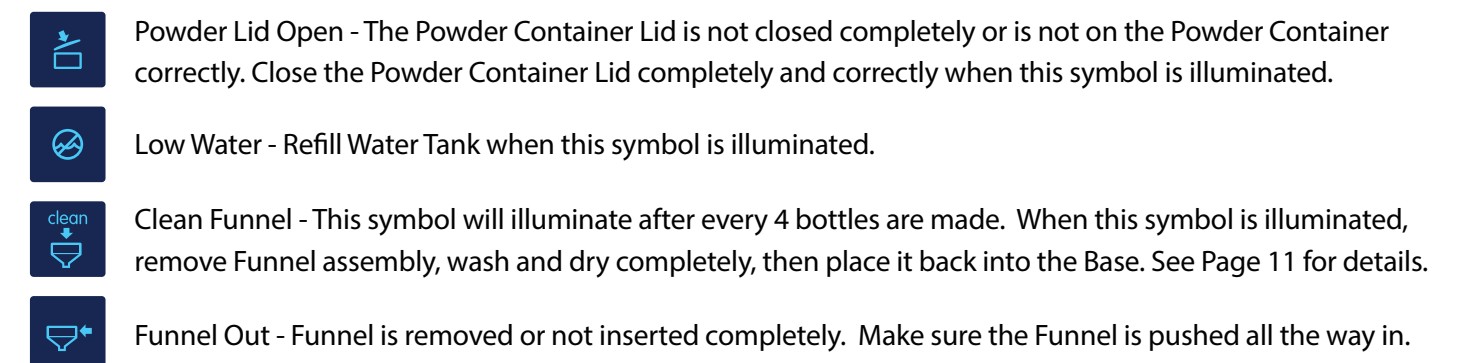 Powder Lid Open - The Powder Container Lid is not closed completely or is not on the Powder Container
correctly. Close the Powder Container Lid completely and correctly when this symbol is illuminated.
Low Water - Refill Water Tank when this symbol is illuminated.
clean
Clean Funnel - This symbol will illuminate after every 4 bottles are made.  When this symbol is illuminated,
remove Funnel assembly, wash and dry completely, then place it back into the Base. See Page 11 for details.
Funnel Out - Funnel is removed or not inserted completely.  Make sure the Funnel is pushed all the way in.